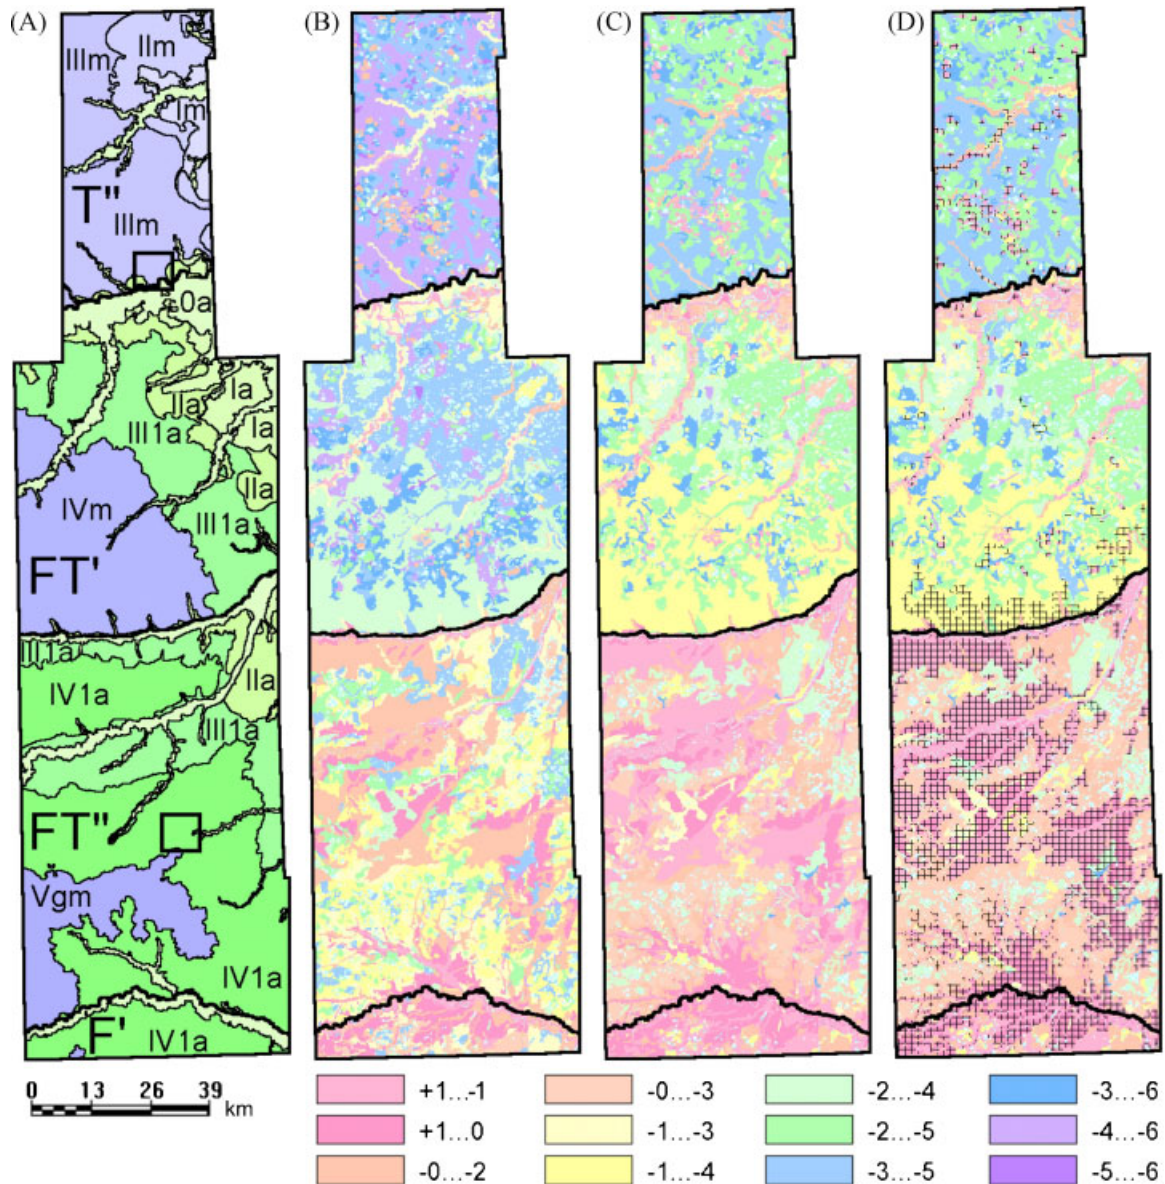 (A)
(B)
(C)
(D)
IIm
IIIm
Im
T"
IIIm
0a
Ia
IIa
Ia
III1a
IIa
IVm
III1a
FT'
III1a
IV1a
IIa
III1a
FT"
Vgm
IV1a
F'
IV1a
0 13 26 39
km
+1...-1
-0...-3
-2...-4
-3...-6
+1...0
-1...-3
-2...-5
-4...-6
-0...-2
-1...-4
-3...-5
-5...-6